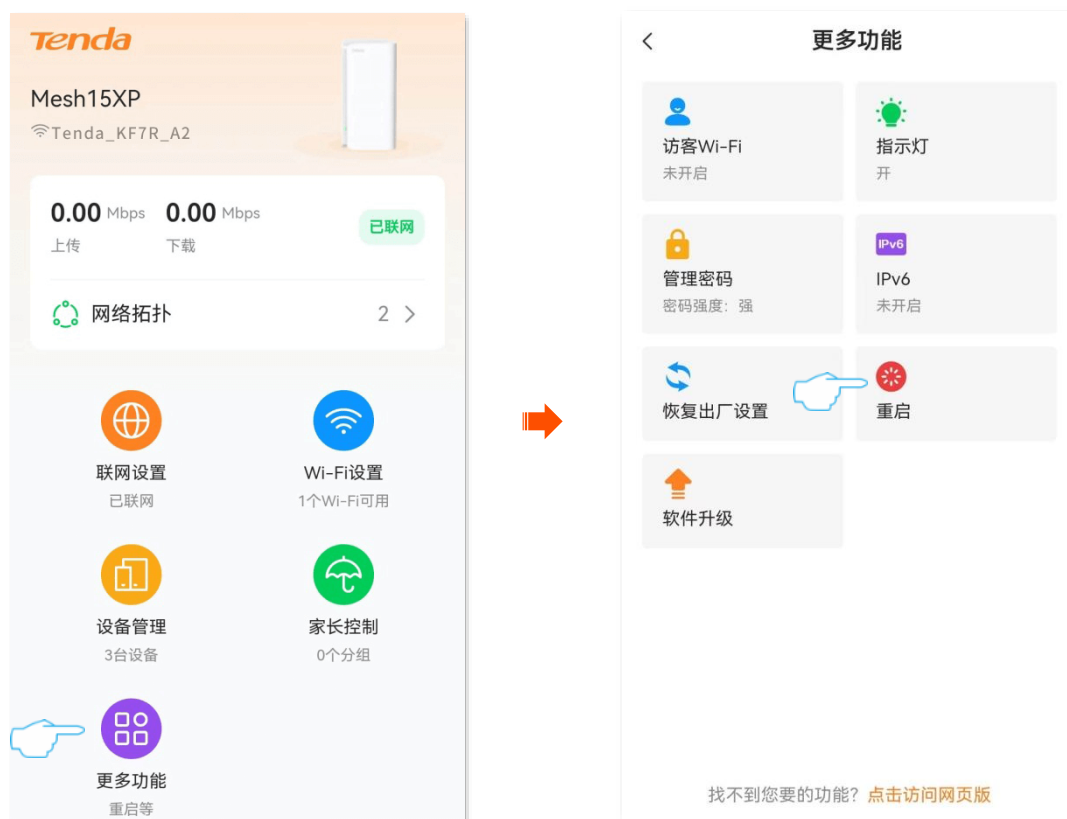 Tenda
Mesh15XP
Tenda_KF7R_A2
0.00 Mbps 0.00 Mbps
上传 下载
已联网
网络拓扑 2
联网设置
已联网
Wi-Fi设置
1个Wi-Fi可用
设备管理
3台设备
家长控制
0个分组
更多功能
重启等
更多功能
访客Wi-Fi
未开启
指示灯
开
管理密码
密码强度：强
IPv6
IPv6
未开启
恢复出厂设置
重启
软件升级
找不到您要的功能？点击访问网页版